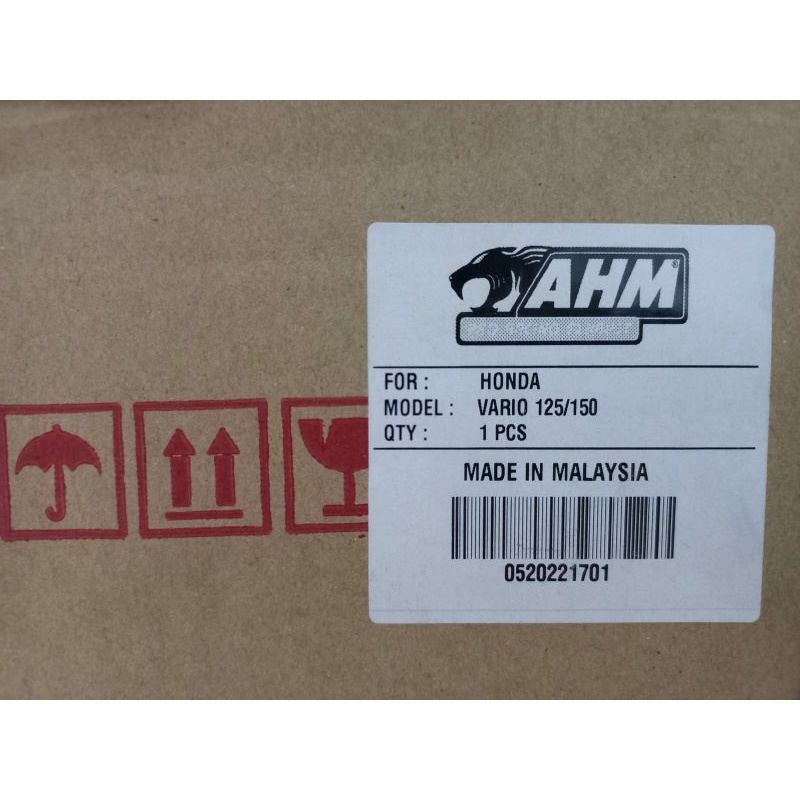 AHM®
FOR : HONDA
MODEL : VARIO 125/150
QTY : 1 PCS
MADE IN MALAYSIA
0520221701